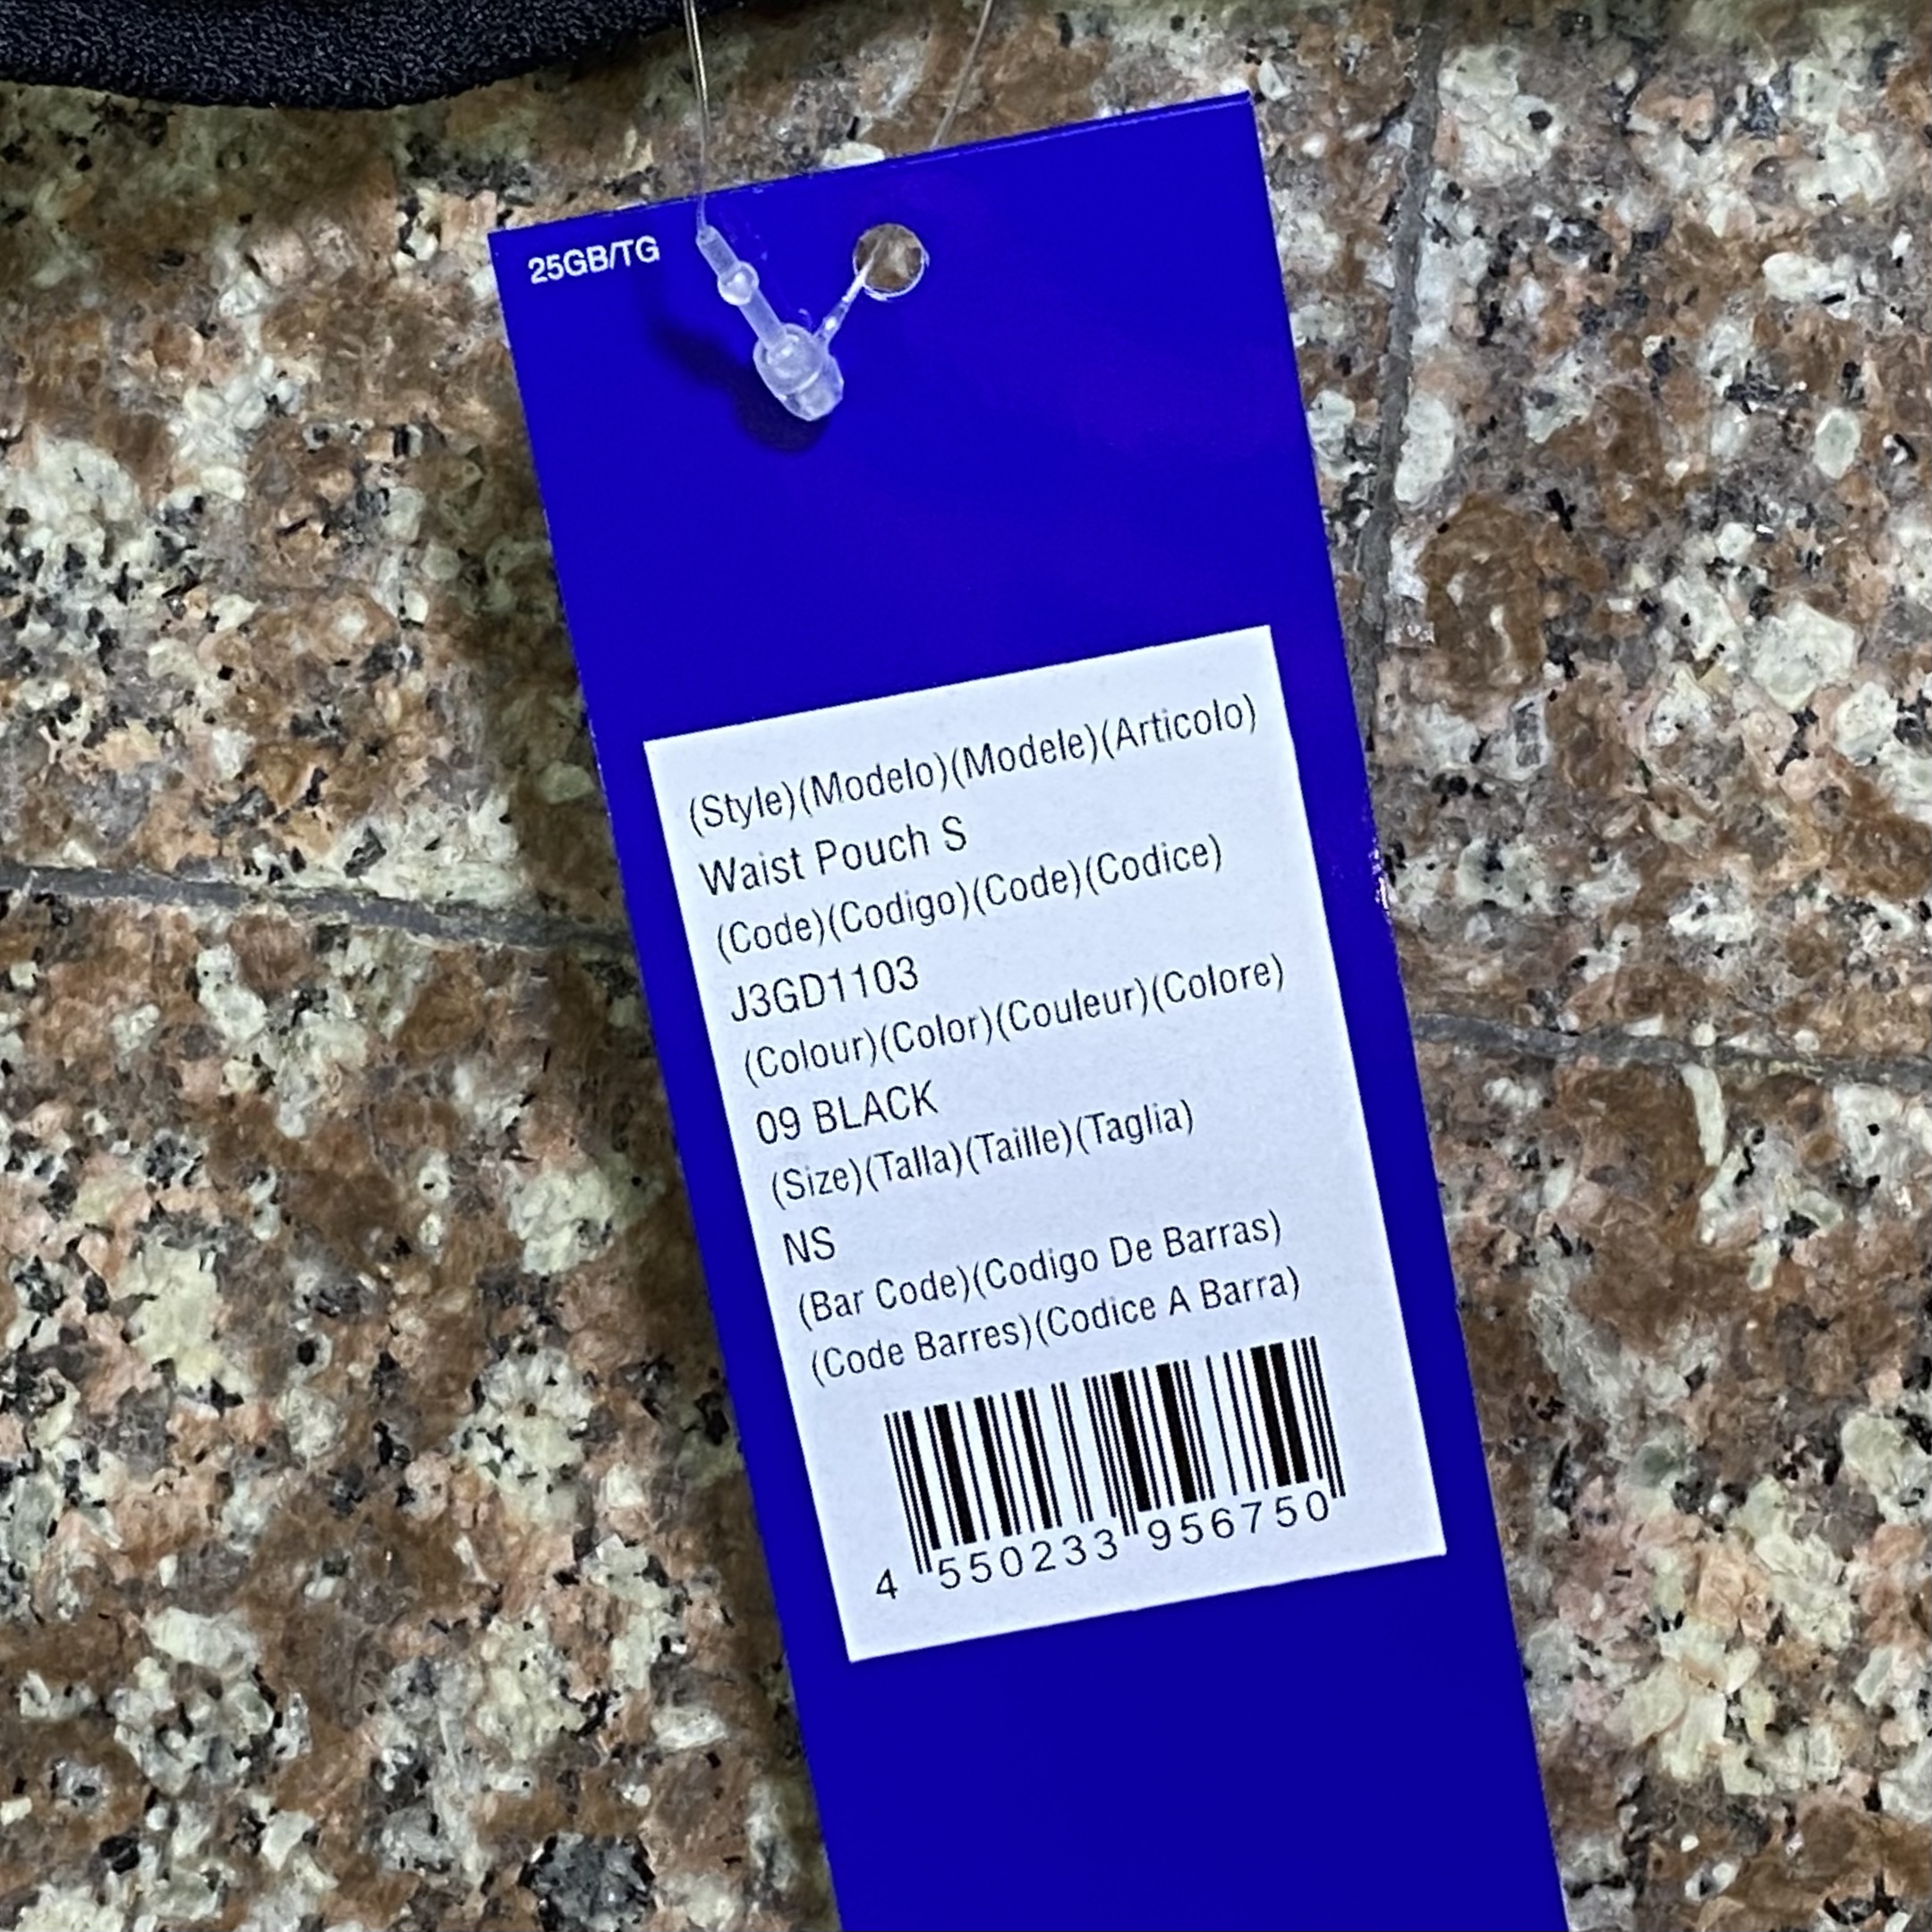 25GB/TG
(Style)(Modelo)(Modele)(Articolo)
Waist Pouch S
(Code)(Codigo)(Code)(Codice)
J3GD1103
(Colour)(Color)(Couleur)(Colore)
09 BLACK
(Size)(Talla)(Taille)(Taglia)
NS
(Bar Code)(Codigo De Barras)
(Code Barres)(Codice A Barra)
4 550233 956750